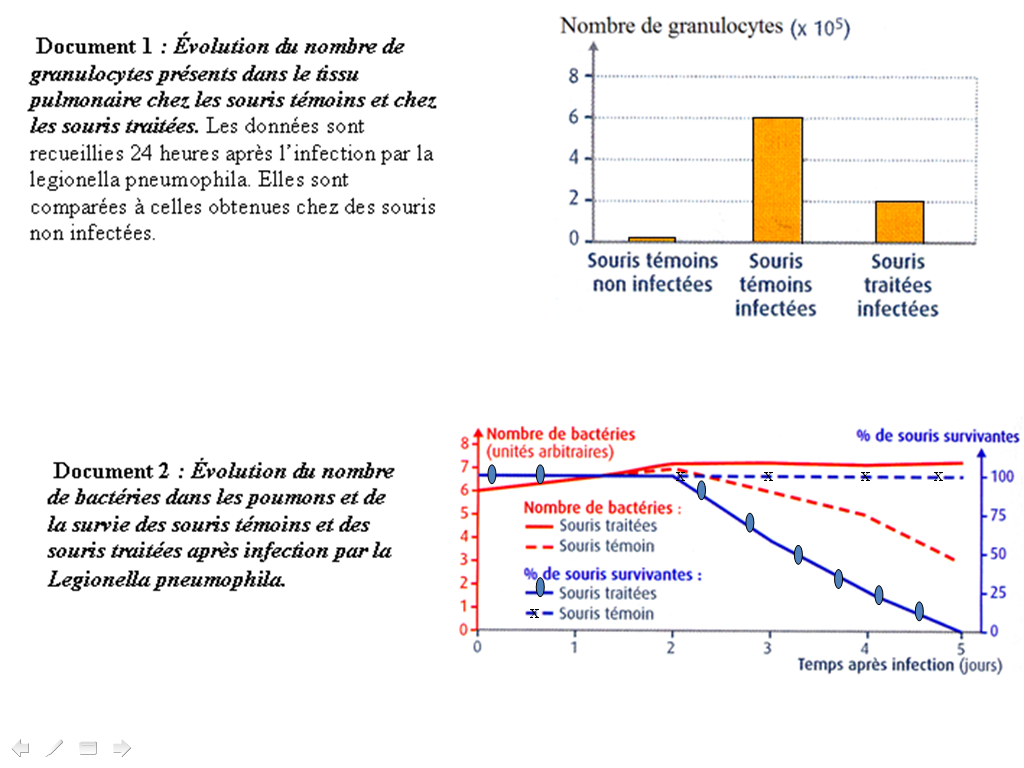 Document 1 : Évolution du nombre de
granulocytes présents dans le tissu
pulmonaire chez les souris témoins et chez
les souris traitées. Les données sont
recueillies 24 heures après l’infection par la
legionella pneumophila. Elles sont
comparées à celles obtenues chez des souris
non infectées.
Nombre de granulocytes (x 10⁵)
8
6
4
2
0
Souris témoins
non infectées
Souris
témoins
infectées
Souris
traitées
infectées
Document 2 : Évolution du nombre
de bactéries dans les poumons et de
la survie des souris témoins et des
souris traitées après infection par la
Legionella pneumophila.
Nombre de bactéries
(unités arbitraires)
% de souris survivantes
8
7
6
5
4
3
2
1
0
x x x x
Nombre de bactéries :
Souris traitées
Souris témoin
% de souris survivantes :
Souris traitées
x Souris témoin
100
75
50
25
0
0 1 2 3 4 5
Temps après infection (jours)